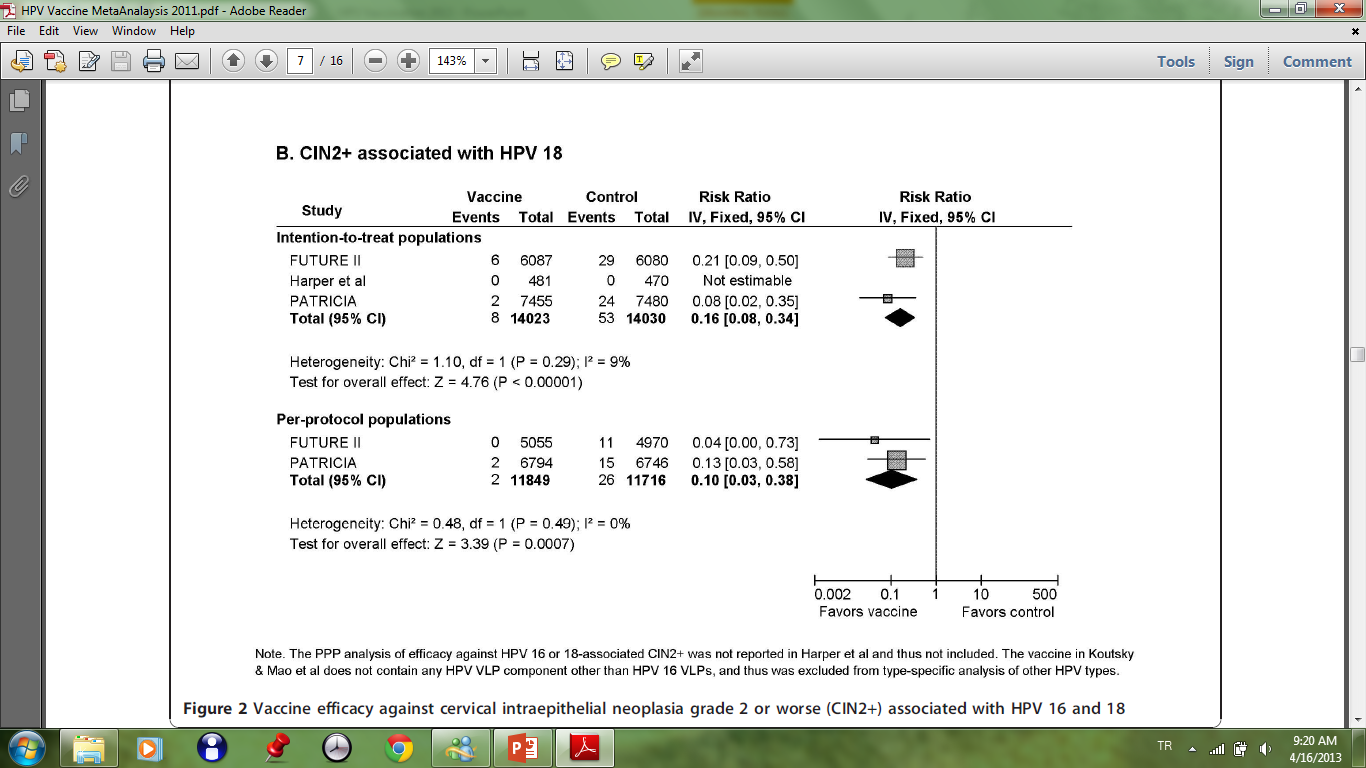 HPV Vaccine MetaAnalaysis 2011.pdf - Adobe Reader
File Edit View Window Help
7 / 16 143% Tools Sign Comment
B. CIN2+ associated with HPV 18
Vaccine Control Risk Ratio Risk Ratio
Study Events Total Events Total IV, Fixed, 95% CI IV, Fixed, 95% CI
Intention-to-treat populations
FUTURE II 6 6087 29 6080 0.21 [0.09, 0.50]
Harper et al 0 481 0 470 Not estimable
PATRICIA 2 7455 24 7480 0.08 [0.02, 0.35]
Total (95% CI) 8 14023 53 14030 0.16 [0.08, 0.34]
Heterogeneity: Chi² = 1.10, df = 1 (P = 0.29); I² = 9%
Test for overall effect: Z = 4.76 (P < 0.00001)
Per-protocol populations
FUTURE II 0 5055 11 4970 0.04 [0.00, 0.73]
PATRICIA 2 6794 15 6746 0.13 [0.03, 0.58]
Total (95% CI) 2 11849 26 11716 0.10 [0.03, 0.38]
Heterogeneity: Chi² = 0.48, df = 1 (P = 0.49); I² = 0%
Test for overall effect: Z = 3.39 (P = 0.0007)
0.002 0.1 1 10 500
Favors vaccine Favors control
Note. The PPP analysis of efficacy against HPV 16 or 18-associated CIN2+ was not reported in Harper et al and thus not included. The vaccine in Koutsky
& Mao et al does not contain any HPV VLP component other than HPV 16 VLPs, and thus was excluded from type-specific analysis of other HPV types.
Figure 2 Vaccine efficacy against cervical intraepithelial neoplasia grade 2 or worse (CIN2+) associated with HPV 16 and 18
TR 9:20 AM
4/16/2013